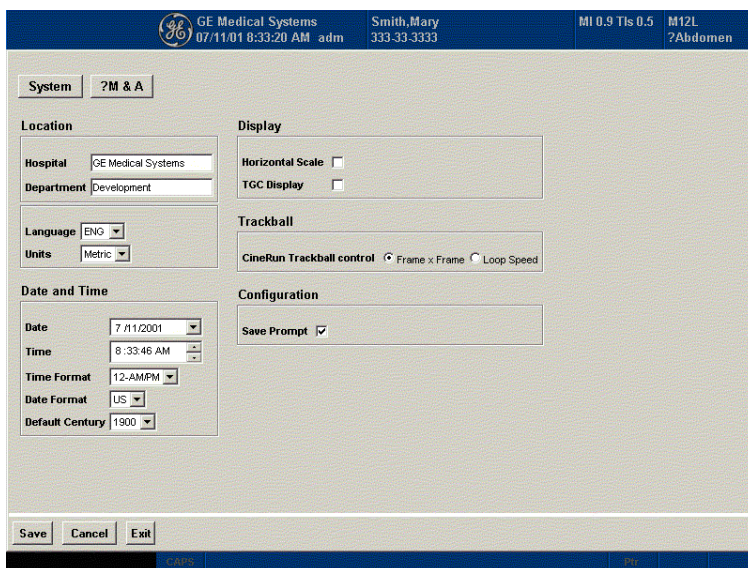 GE Medical Systems Smith,Mary MI 0.9 TIs 0.5 M12L
07/11/01 8:33:20 AM adm 333-33-3333 ?Abdomen
System ?M & A
Location
Hospital GE Medical Systems
Department Development
Language ENG
Units Metric
Date and Time
Date 7 /11/2001
Time 8 :33:46 AM
Time Format 12-AM/PM
Date Format US
Default Century 1900
Display
Horizontal Scale
TGC Display
Trackball
CineRun Trackball control Frame x Frame Loop Speed
Configuration
Save Prompt
Save Cancel Exit
CAPS Ptr